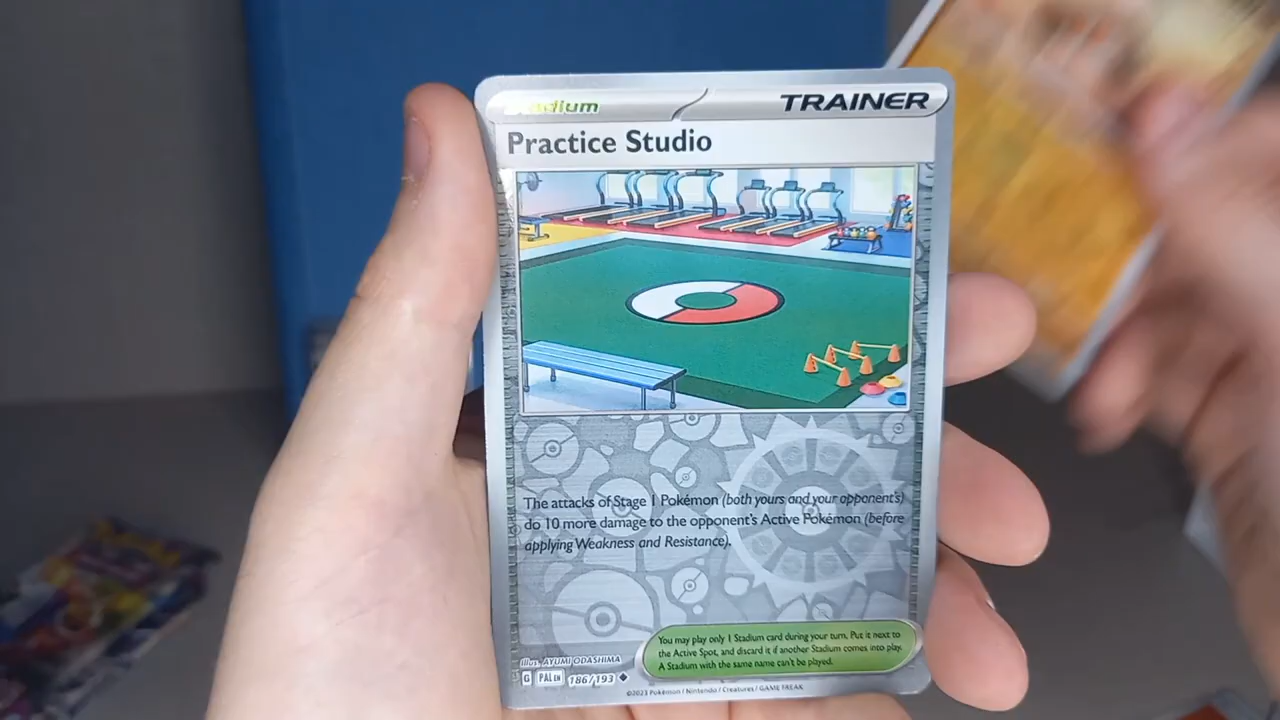 Stadium
TRAINER
Practice Studio
The attacks of Stage 1 Pokémon (both yours and your opponent's)
do 10 more damage to the opponent's Active Pokémon (before
applying Weakness and Resistance).
You may play only 1 Stadium card during your turn. Put it next to
the Active Spot, and discard it if another Stadium comes into play.
A Stadium with the same name can't be played.
Illus. AYUMI ODASHIMA
G PAL EN 186/193
©2023 Pokémon / Nintendo / Creatures / GAME FREAK